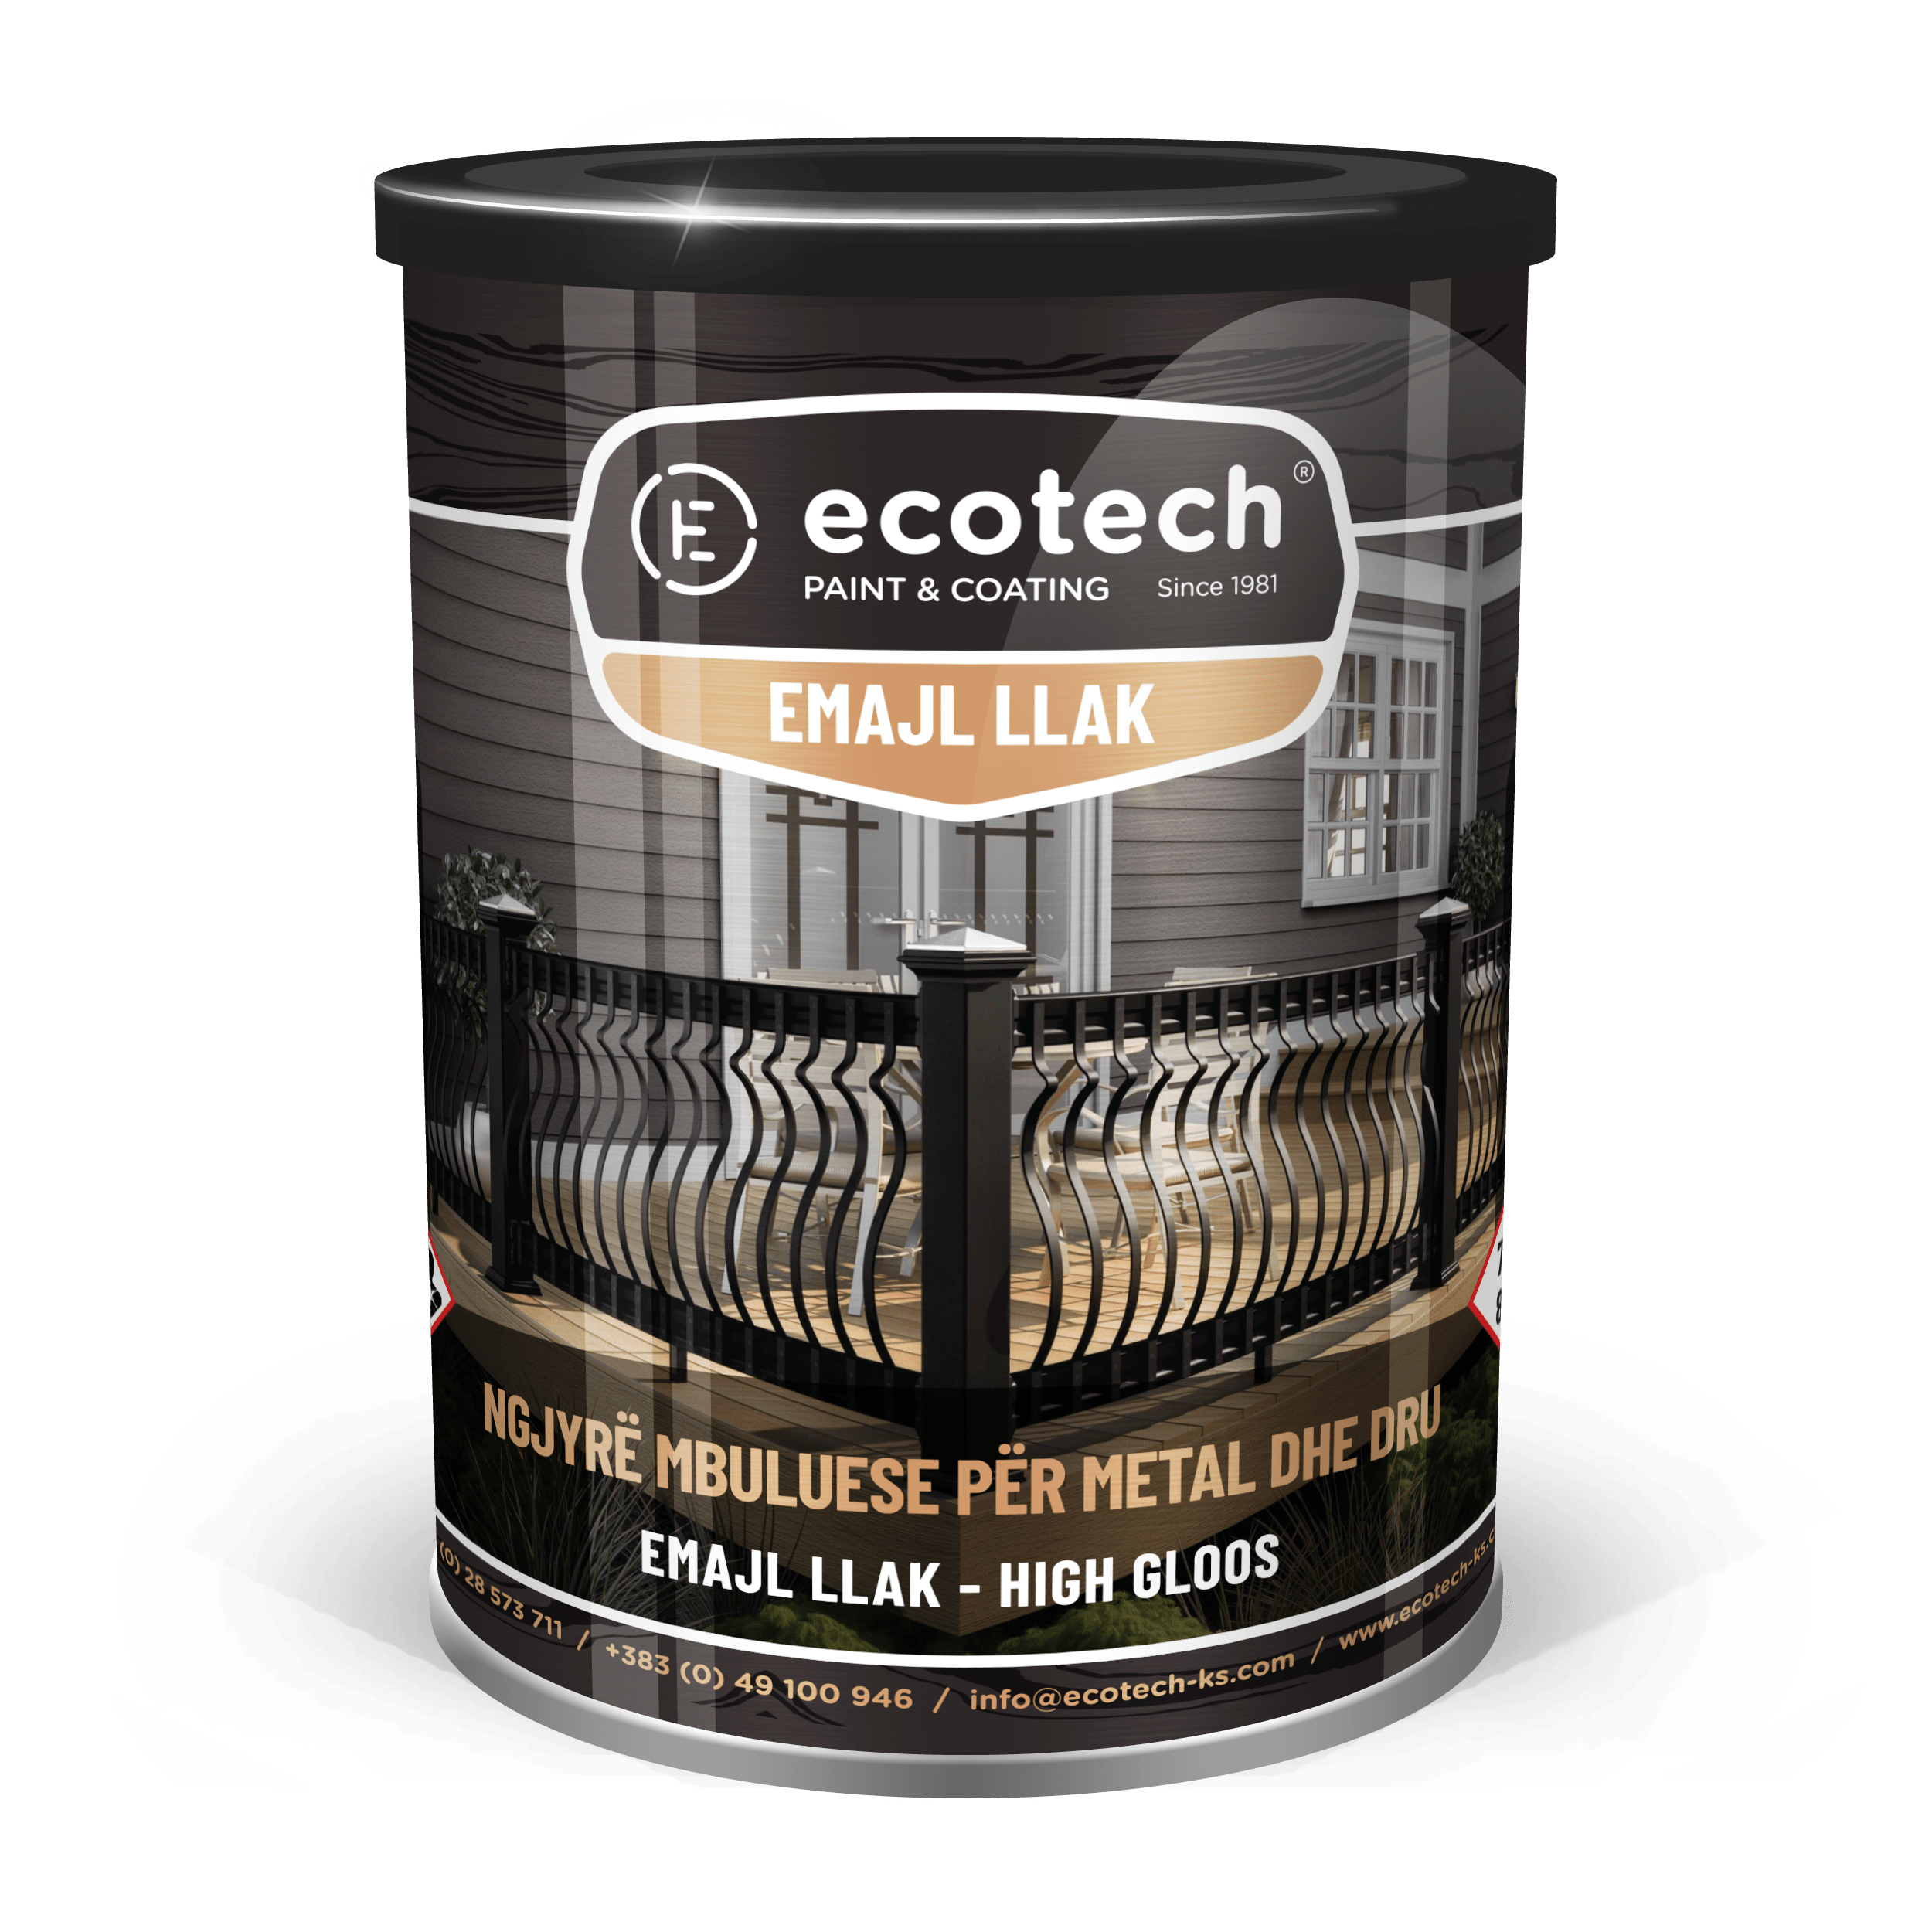 ecotech ®
PAINT & COATING Since 1981
EMAJL LLAK
NGJYRË MBULUESE PËR METAL DHE DRU
EMAJL LLAK - HIGH GLOOS
(0) 28 573 711 / +383 (0) 49 100 946 / info@ecotech-ks.com / www.ecotech-ks.c